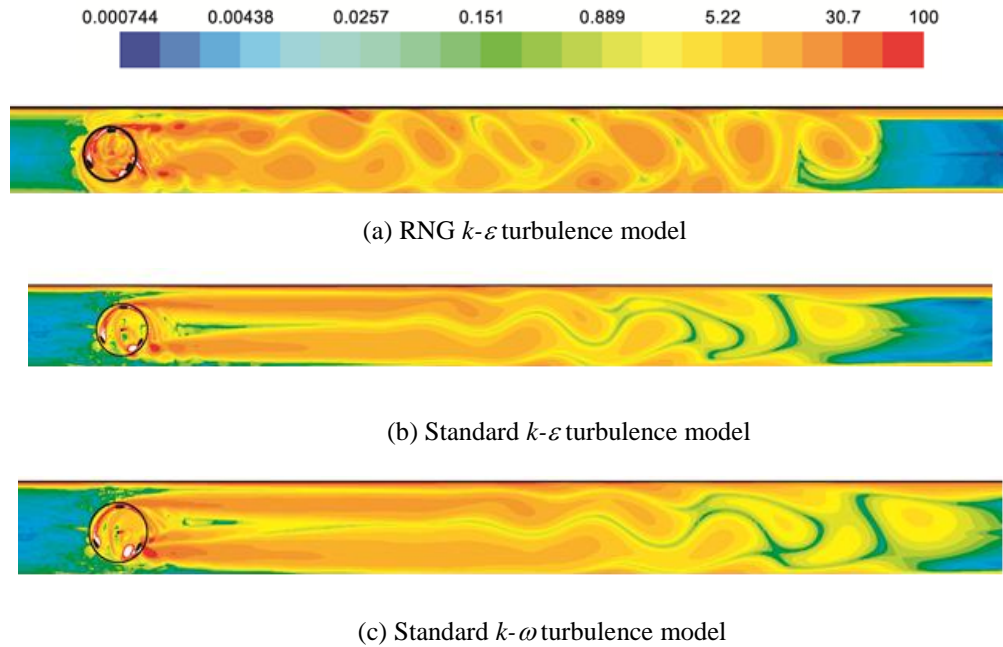 0.000744 0.00438 0.0257 0.151 0.889 5.22 30.7 100
(a) RNG k-ε turbulence model
(b) Standard k-ε turbulence model
(c) Standard k-ω turbulence model